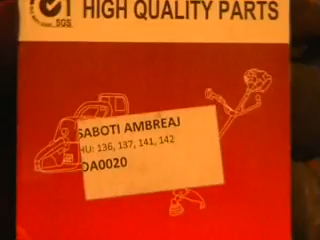 HIGH QUALITY PARTS
SGS
SABOTI AMBREAJ
HU: 136, 137, 141, 142
DA0020